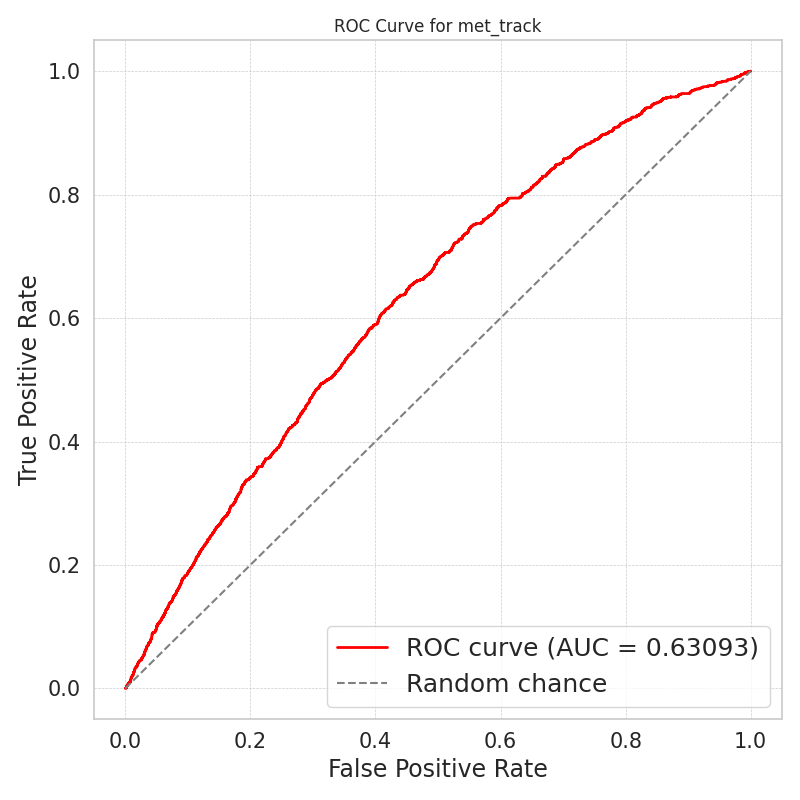 ROC Curve for met_track
1.0
0.8
0.6
0.4
0.2
0.0
True Positive Rate
ROC curve (AUC = 0.63093)
Random chance
0.0 0.2 0.4 0.6 0.8 1.0
False Positive Rate